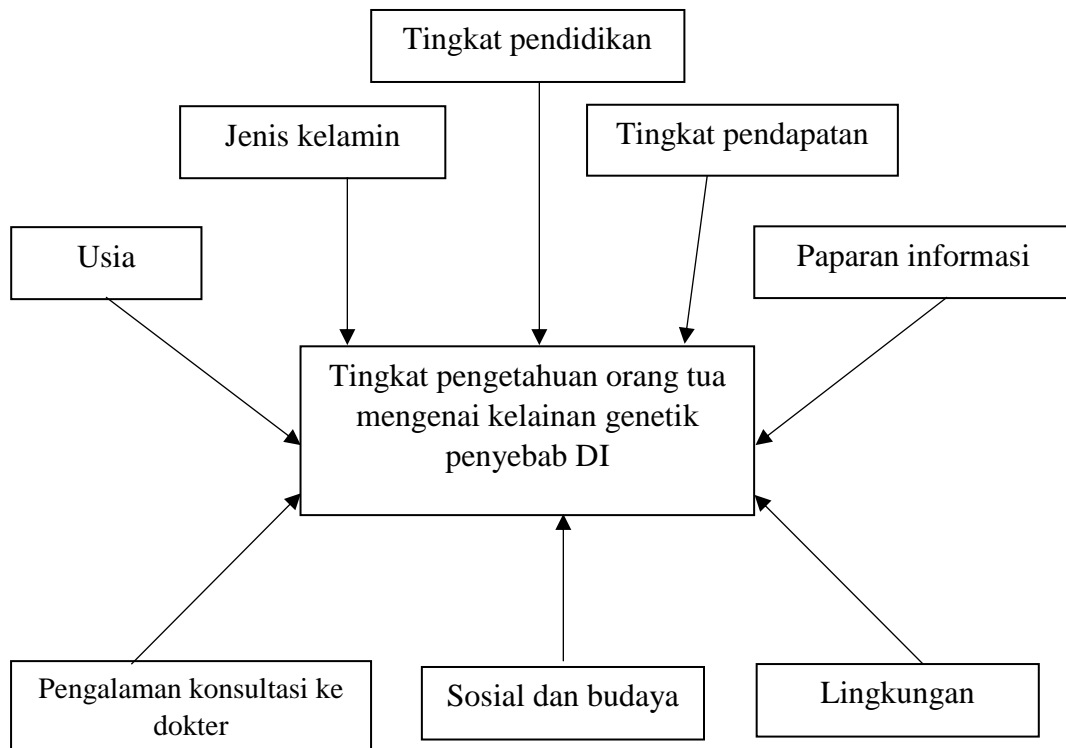 Tingkat pendidikan
Jenis kelamin
Tingkat pendapatan
Usia
Paparan informasi
Tingkat pengetahuan orang tua
mengenai kelainan genetik
penyebab DI
Pengalaman konsultasi ke
dokter
Sosial dan budaya
Lingkungan